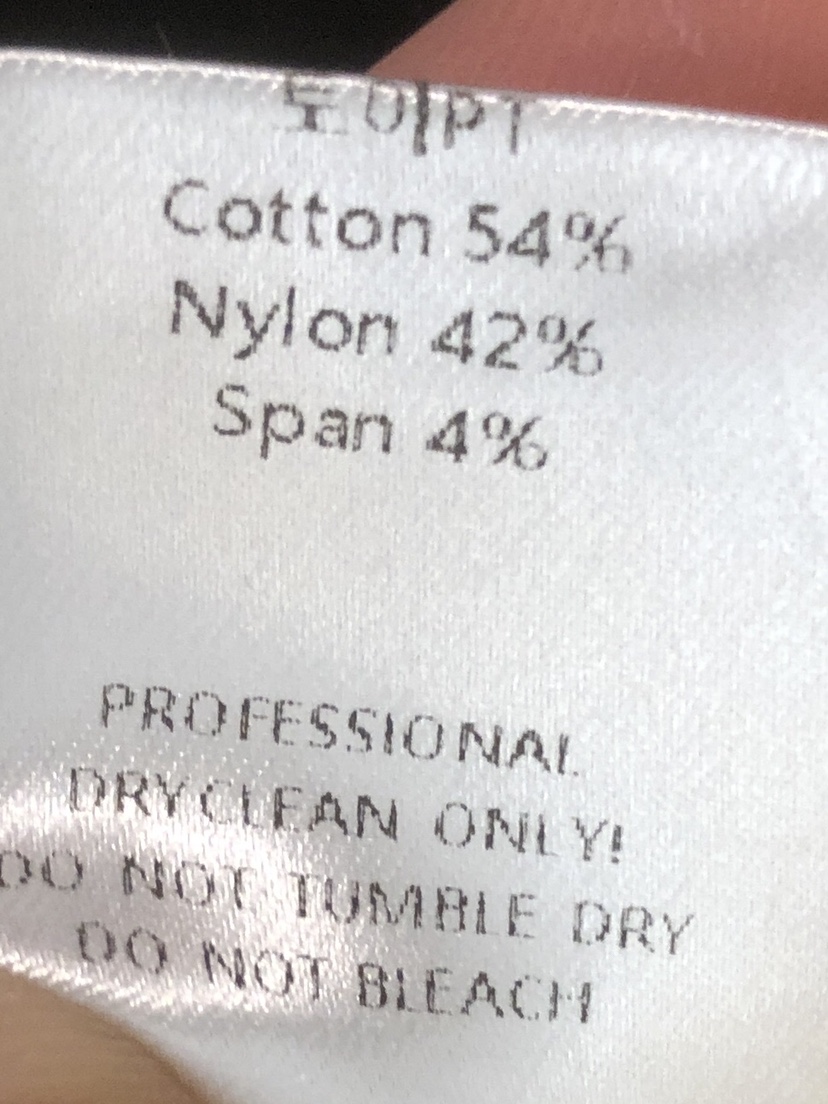 Cotton 54%
Nylon 42%
Span 4%
PROFESSIONAL
DRYCLEAN ONLY!
DO NOT TUMBLE DRY
DO NOT BLEACH